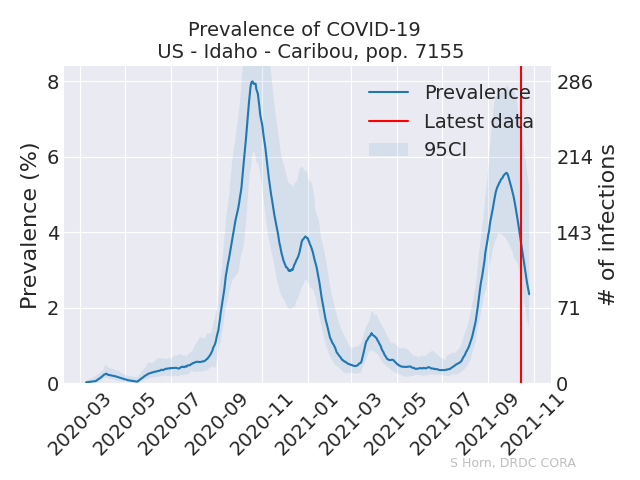 Prevalence of COVID-19
US - Idaho - Caribou, pop. 7155
Prevalence (%)
8
6
4
2
0
286
214
143
71
0
# of infections
Prevalence
Latest data
95CI
2020-03
2020-05
2020-07
2020-09
2020-11
2021-01
2021-03
2021-05
2021-07
2021-09
2021-11
S Horn, DRDC CORA